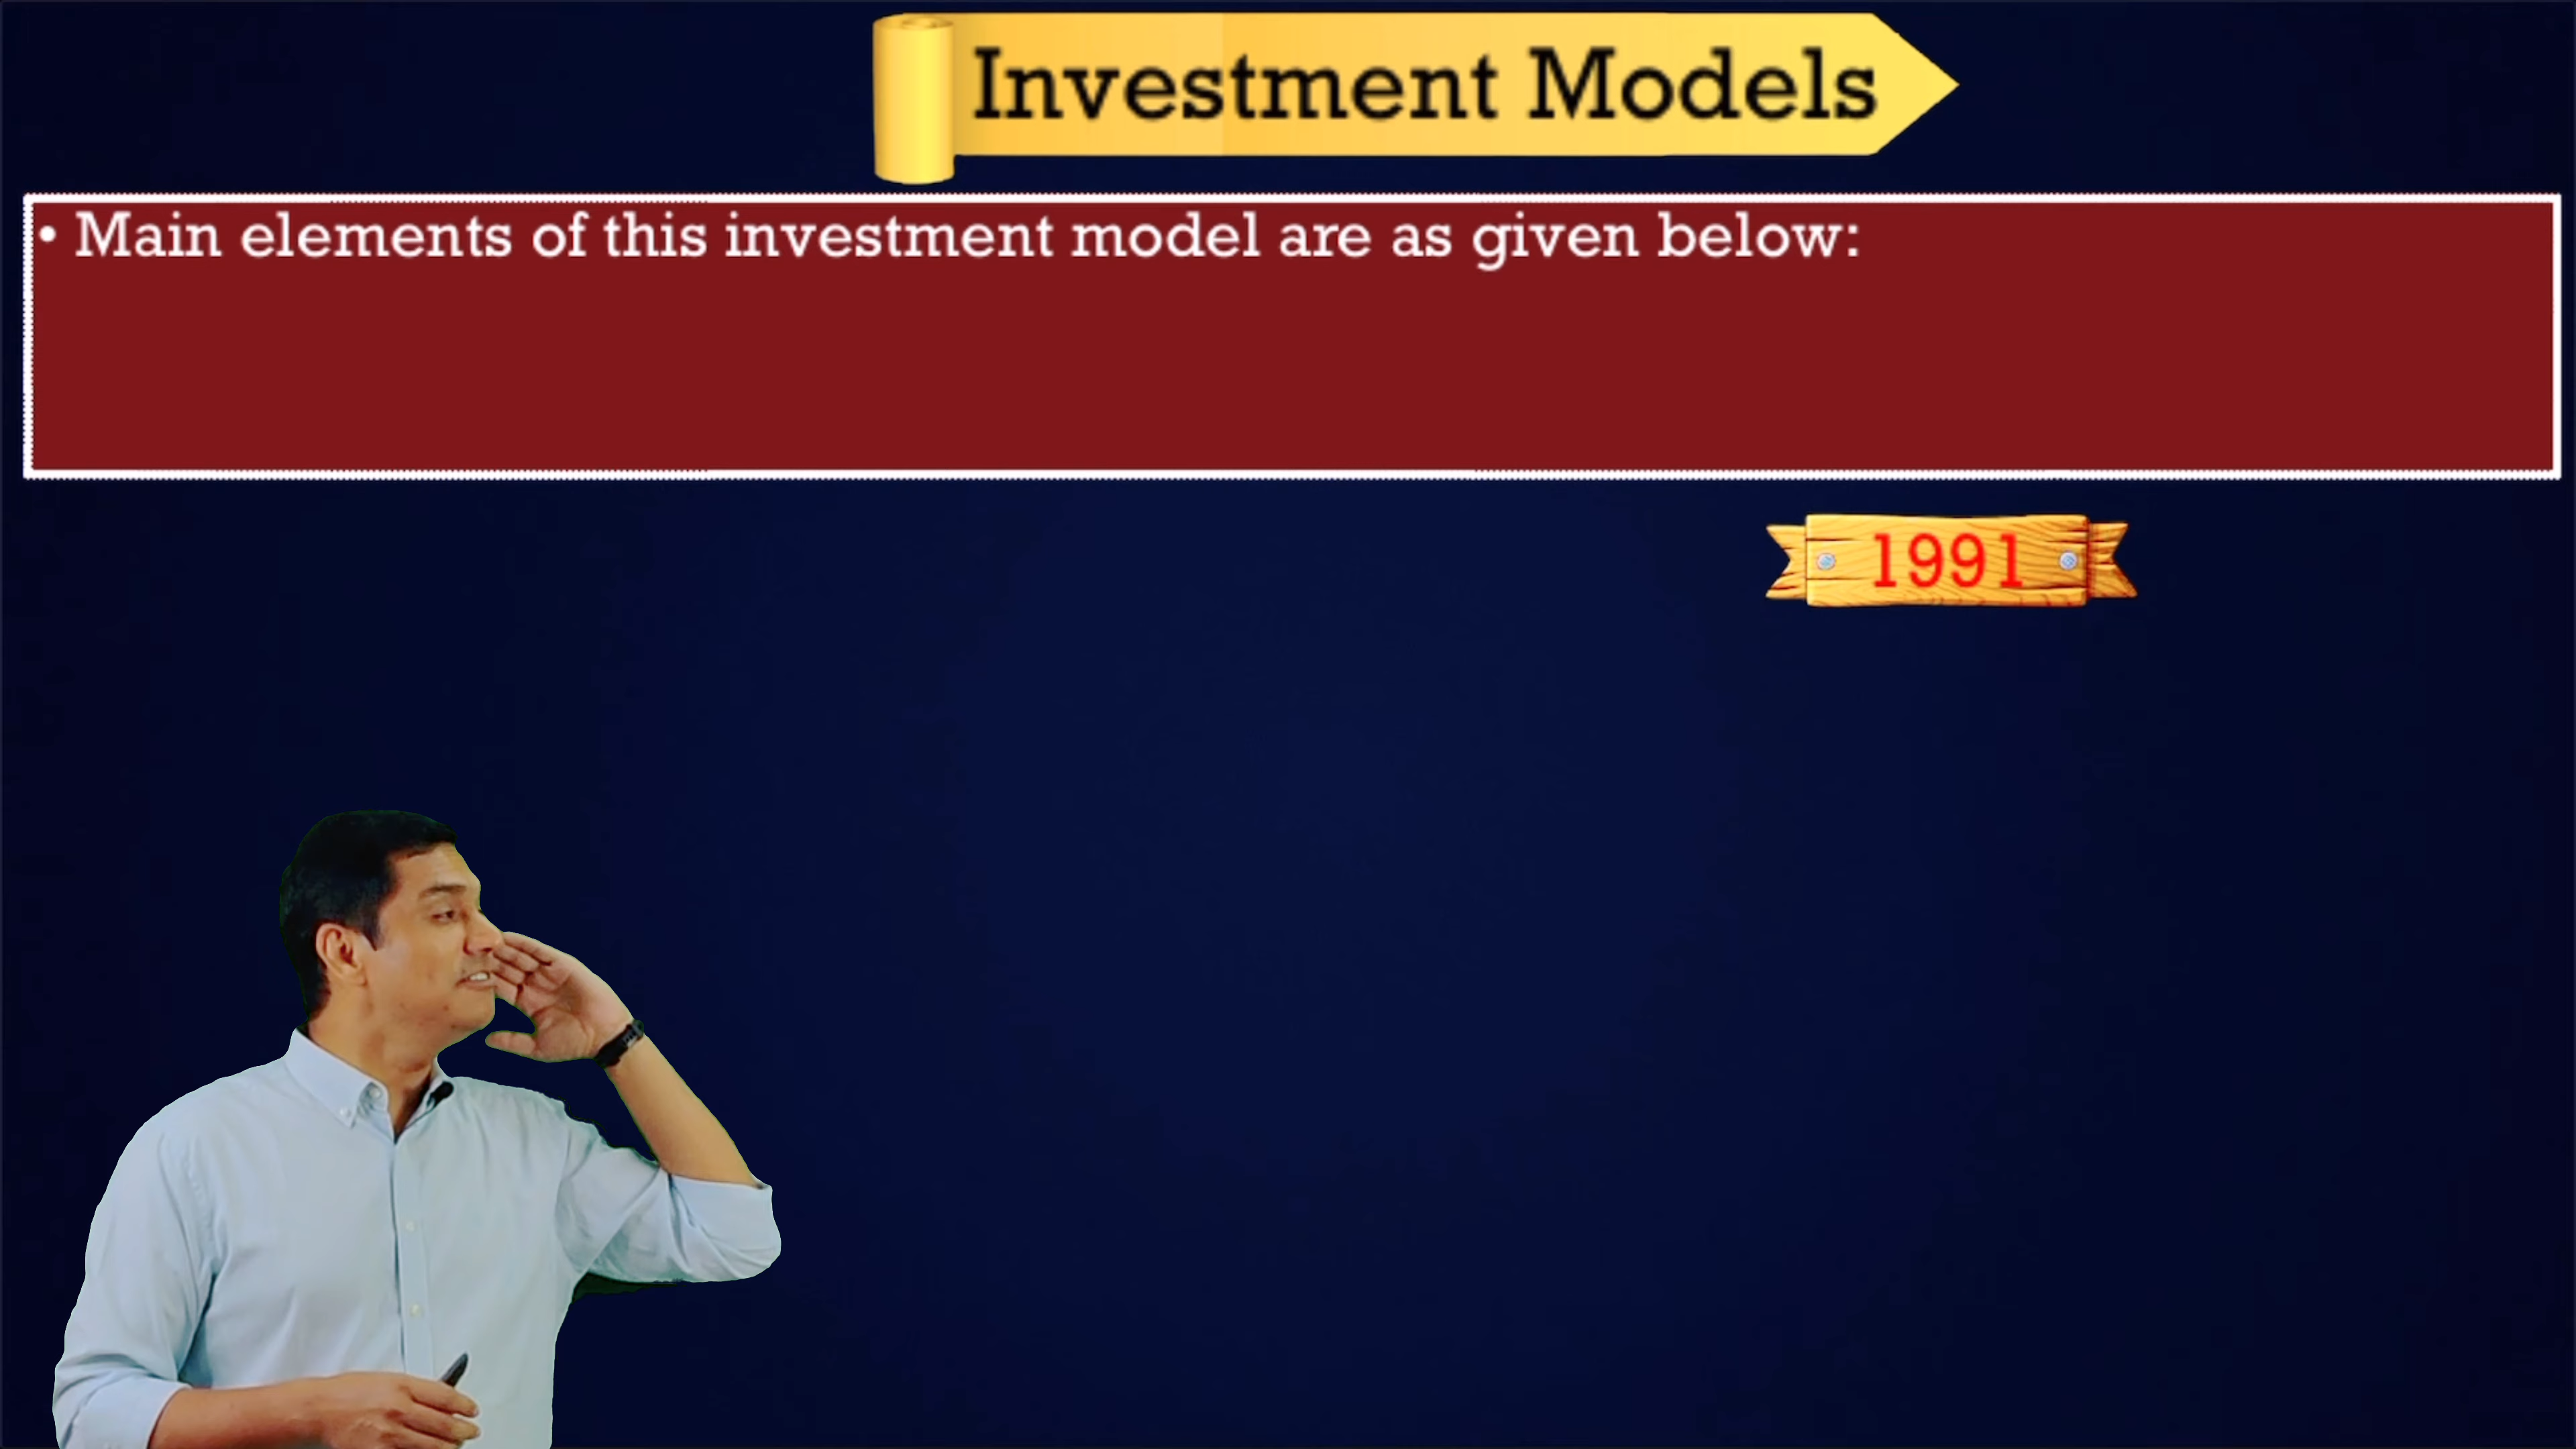 Investment Models
• Main elements of this investment model are as given below:
1991